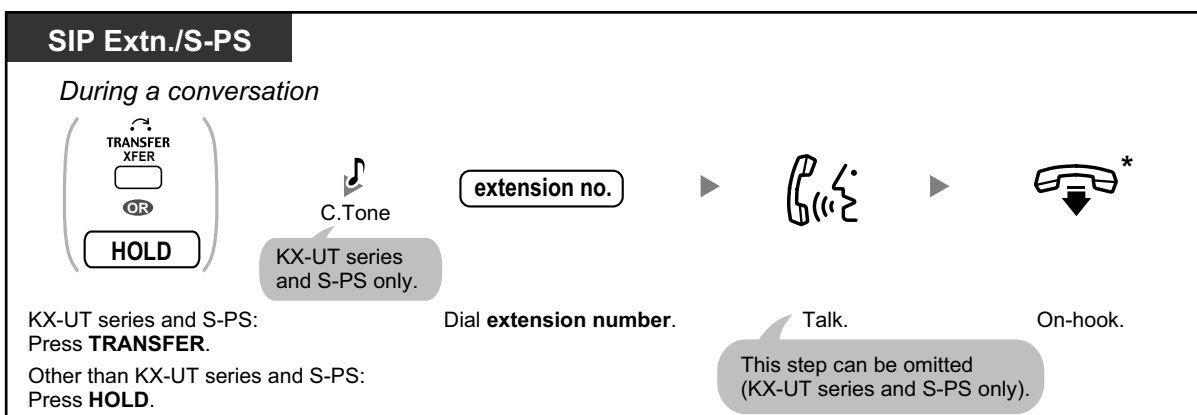 SIP Extn./S-PS
During a conversation
TRANSFER
XFER
OR
HOLD
C.Tone
KX-UT series
and S-PS only.
extension no.
*
KX-UT series and S-PS:
Press TRANSFER.
Other than KX-UT series and S-PS:
Press HOLD.
Dial extension number.
Talk.
This step can be omitted
(KX-UT series and S-PS only).
On-hook.